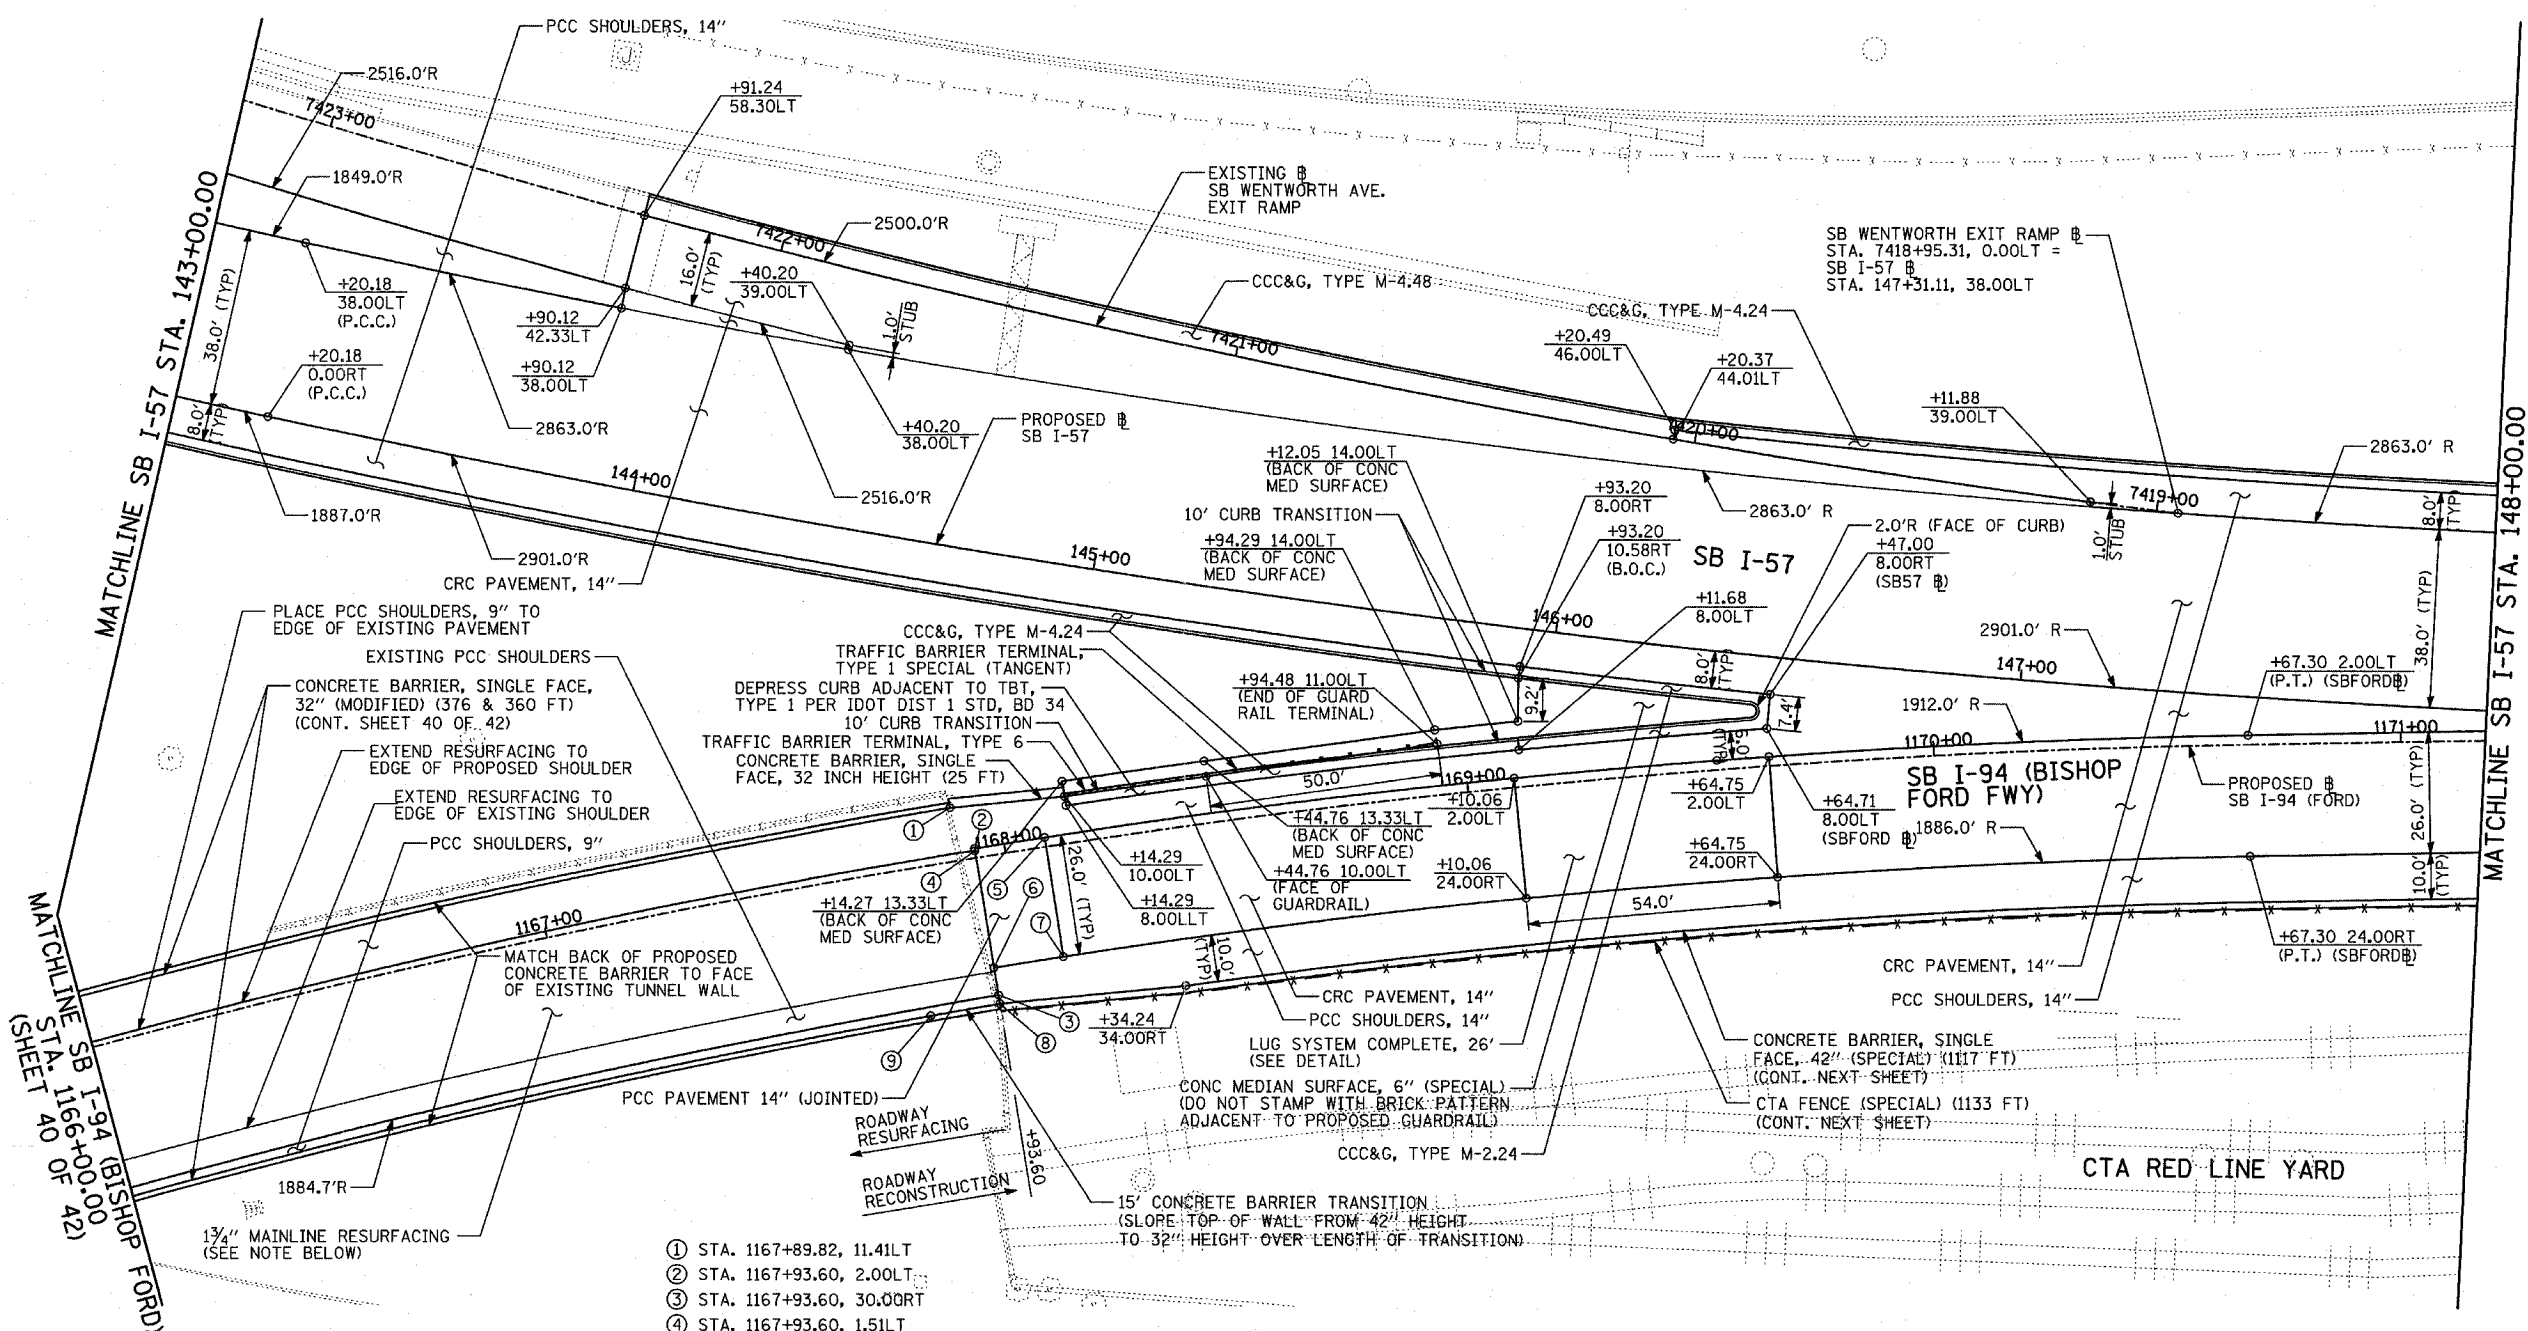 PCC SHOULDERS, 14"
2516.0'R
7423+00
+91.24
58.30LT
1849.0'R
EXISTING ℄
SB WENTWORTH AVE.
EXIT RAMP
2500.0'R
7422+00
16.0'
(TYP)
+40.20
39.00LT
1.0'
STUB
CCC&G, TYPE M-4.48
SB WENTWORTH EXIT RAMP ℄
STA. 7418+95.31, 0.00LT =
SB I-57 ℄
STA. 147+31.11, 38.00LT
MATCHLINE SB I-57 STA. 143+00.00
38.0' (TYP)
+20.18
38.00LT
(P.C.C.)
+90.12
42.33LT
+90.12
38.00LT
+20.18
0.00RT
(P.C.C.)
7421+00
CCC&G, TYPE M-4.24
+20.49
46.00LT
+20.37
44.01LT
7420+00
+11.88
39.00LT
8.0'
(TYP)
2863.0'R
+40.20
38.00LT
PROPOSED ℄
SB I-57
2863.0' R
7419+00
1.0'
STUB
8.0'
(TYP)
MATCHLINE SB I-57 STA. 148+00.00
1887.0'R
144+00
2516.0'R
2901.0'R
CRC PAVEMENT, 14"
145+00
+12.05 14.00LT
(BACK OF CONC
MED SURFACE)
10' CURB TRANSITION
+94.29 14.00LT
(BACK OF CONC
MED SURFACE)
+93.20
8.00RT
+93.20
10.58RT
(B.O.C.)
2863.0' R
SB I-57
2.0'R (FACE OF CURB)
+47.00
8.00RT
(SB57 ℄)
+11.68
8.00LT
146+00
38.0' (TYP)
2901.0' R
147+00
+67.30 2.00LT
(P.T.) (SBFORD℄)
PLACE PCC SHOULDERS, 9" TO
EDGE OF EXISTING PAVEMENT
EXISTING PCC SHOULDERS
CONCRETE BARRIER, SINGLE FACE,
32" (MODIFIED) (376 & 360 FT)
(CONT. SHEET 40 OF 42)
EXTEND RESURFACING TO
EDGE OF PROPOSED SHOULDER
EXTEND RESURFACING TO
EDGE OF EXISTING SHOULDER
PCC SHOULDERS, 9"
CCC&G, TYPE M-4.24
TRAFFIC BARRIER TERMINAL,
TYPE 1 SPECIAL (TANGENT)
DEPRESS CURB ADJACENT TO TBT,
TYPE 1 PER IDOT DIST 1 STD, BD 34
10' CURB TRANSITION
TRAFFIC BARRIER TERMINAL, TYPE 6
CONCRETE BARRIER, SINGLE
FACE, 32 INCH HEIGHT (25 FT)
+94.48 11.00LT
(END OF GUARD
RAIL TERMINAL)
9.2'
8.0'
(TYP)
7.4'
6.0'
(TYP)
1912.0' R
1170+00
1171+00
50.0'
169+00
+10.06
2.00LT
+64.75
2.00LT
SB I-94 (BISHOP
FORD FWY)
+64.71
8.00LT
(SBFORD ℄)
PROPOSED ℄
SB I-94 (FORD)
26.0' (TYP)
1886.0' R
①
②
1168+00
④
⑤
⑥
⑦
26.0' (TYP)
+14.29
10.00LT
+14.29
8.00LLT
+14.27 13.33LT
(BACK OF CONC
MED SURFACE)
+44.76 13.33LT
(BACK OF CONC
MED SURFACE)
+44.76 10.00LT
(FACE OF
GUARDRAIL)
+10.06
24.00RT
+64.75
24.00RT
54.0'
10.0'
(TYP)
+67.30 24.00RT
(P.T.) (SBFORD℄)
1167+00
MATCH BACK OF PROPOSED
CONCRETE BARRIER TO FACE
OF EXISTING TUNNEL WALL
10.0'
(TYP)
③
⑧
⑨
+34.24
34.00RT
CRC PAVEMENT, 14"
PCC SHOULDERS, 14"
LUG SYSTEM COMPLETE, 26'
(SEE DETAIL)
CONC MEDIAN SURFACE, 6" (SPECIAL)
(DO NOT STAMP WITH BRICK PATTERN
ADJACENT TO PROPOSED GUARDRAIL)
CCC&G, TYPE M-2.24
CRC PAVEMENT, 14"
PCC SHOULDERS, 14"
CONCRETE BARRIER, SINGLE
FACE, 42" (SPECIAL) (1117 FT)
(CONT. NEXT SHEET)
CTA FENCE (SPECIAL) (1133 FT)
(CONT. NEXT SHEET)
CTA RED LINE YARD
MATCHLINE SB I-94 (BISHOP FORD)
STA. 1166+00.00
(SHEET 40 OF 42)
PCC PAVEMENT 14" (JOINTED)
ROADWAY
RESURFACING
ROADWAY
RECONSTRUCTION
+93.60
15' CONCRETE BARRIER TRANSITION
(SLOPE TOP OF WALL FROM 42" HEIGHT
TO 32" HEIGHT OVER LENGTH OF TRANSITION)
1884.7'R
1¾" MAINLINE RESURFACING
(SEE NOTE BELOW)
① STA. 1167+89.82, 11.41LT
② STA. 1167+93.60, 2.00LT
③ STA. 1167+93.60, 30.00RT
④ STA. 1167+93.60, 1.51LT